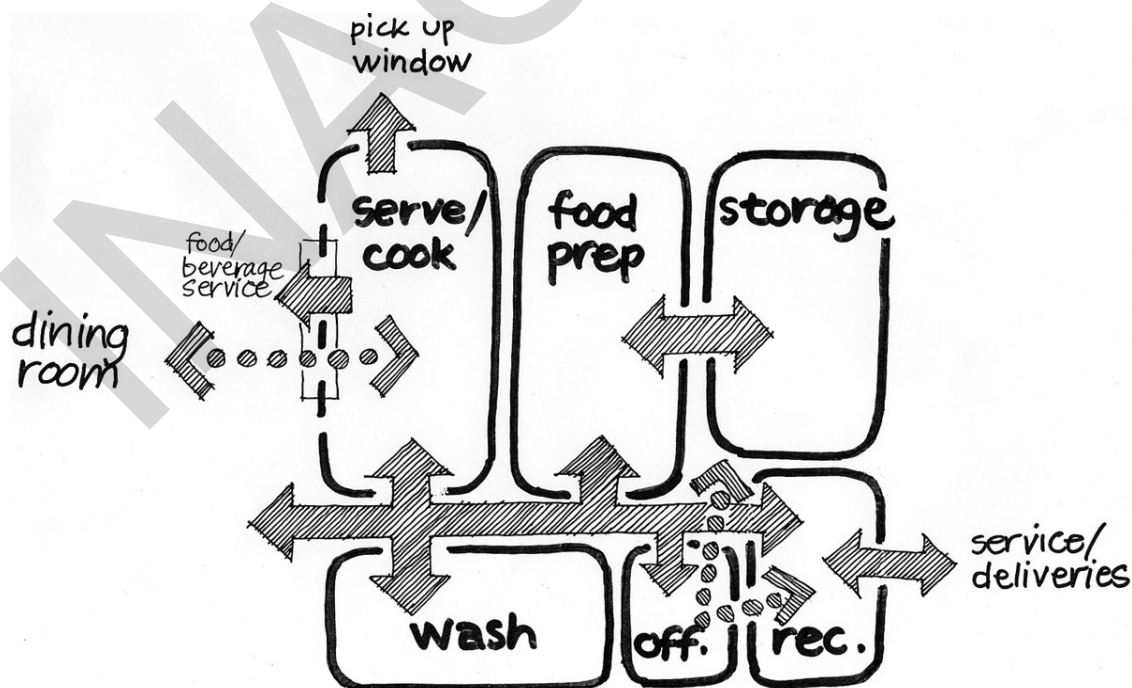 pick up
window
serve/
cook
food
prep
storage
food/
beverage
service
dining
room
service/
deliveries
wash
off.
rec.